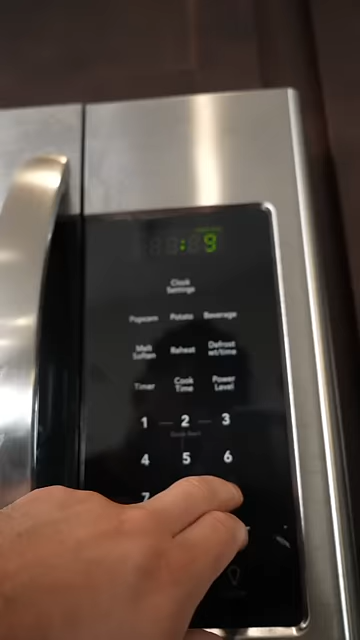 :9
Clock
Settings
Popcorn Potato Beverage
Melt
Soften
Reheat
Defrost
wt/time
Timer
Cook
Time
Power
Level
1 2 3
4 5 6
7